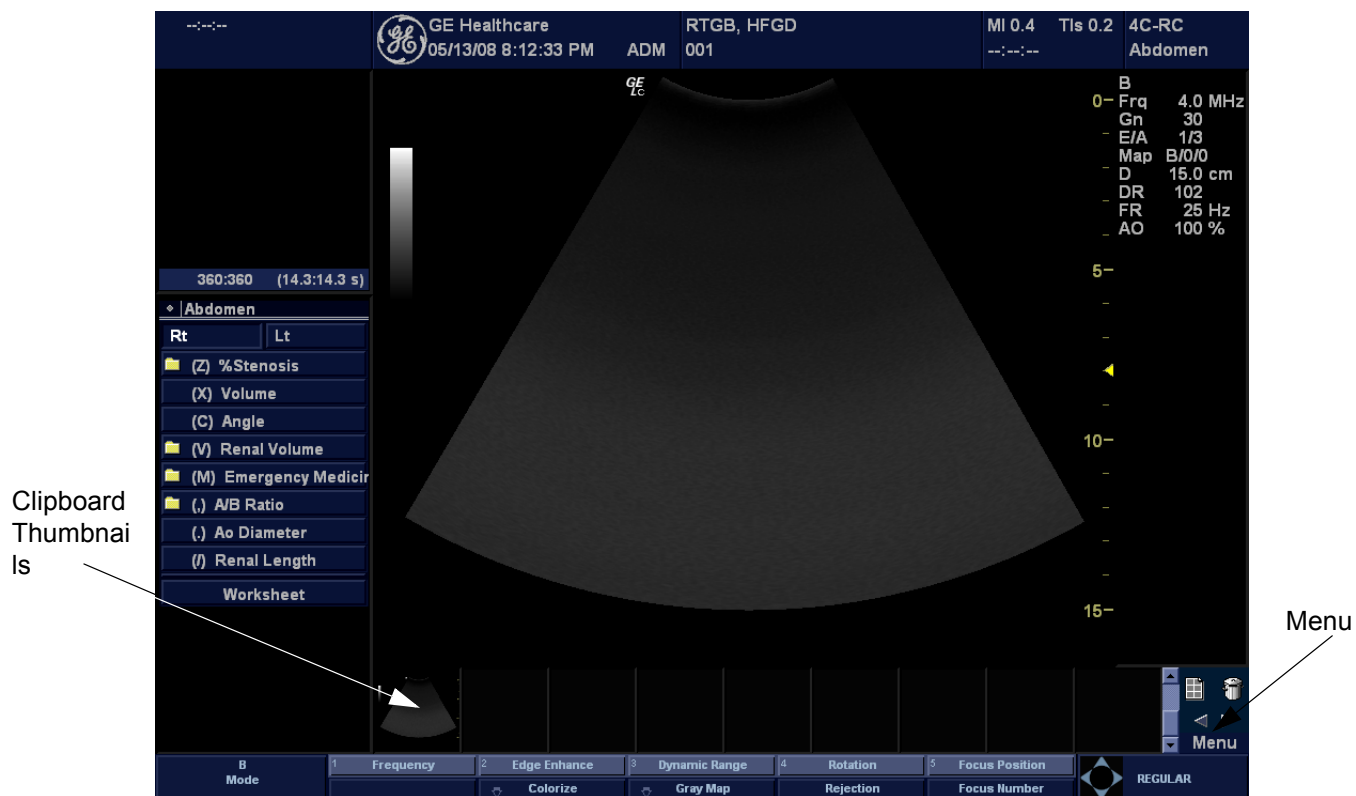 --:--:--
GE Healthcare
RTGB, HFGD
MI 0.4 TIs 0.2
4C-RC
05/13/08 8:12:33 PM ADM
001
--:--:--
Abdomen
GE
LC
B
Frq 4.0 MHz
Gn 30
E/A 1/3
Map B/0/0
D 15.0 cm
DR 102
FR 25 Hz
AO 100 %
0
5
10
15
360:360 (14.3:14.3 s)
Abdomen
Rt Lt
(Z) %Stenosis
(X) Volume
(C) Angle
(V) Renal Volume
(M) Emergency Medicin
(,) A/B Ratio
(.) Ao Diameter
(/) Renal Length
Worksheet
Clipboard
Thumbnai
ls
Menu
Menu
B
Mode
1 Frequency
2 Edge Enhance
3 Dynamic Range
4 Rotation
5 Focus Position
Colorize
Gray Map
Rejection
Focus Number
REGULAR